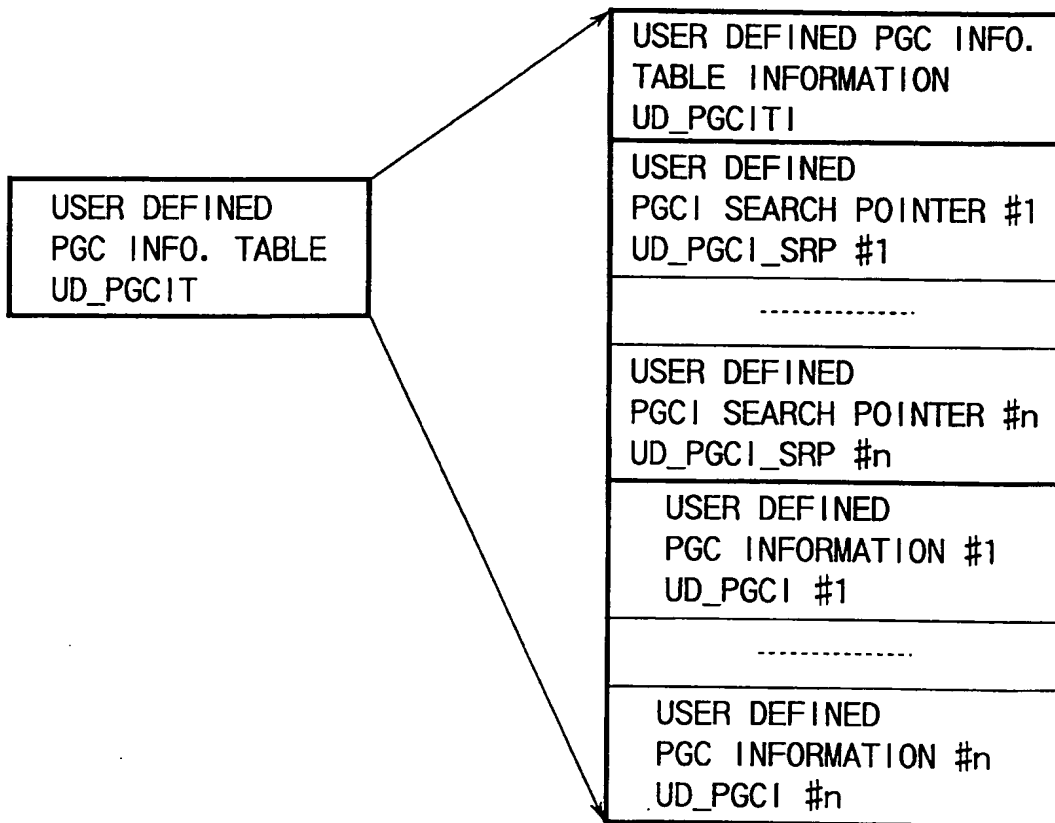 USER DEFINED
PGC INFO. TABLE
UD_PGCIT
USER DEFINED PGC INFO.
TABLE INFORMATION
UD_PGCITI
USER DEFINED
PGCI SEARCH POINTER #1
UD_PGCI_SRP #1
USER DEFINED
PGCI SEARCH POINTER #n
UD_PGCI_SRP #n
USER DEFINED
PGC INFORMATION #1
UD_PGCI #1
USER DEFINED
PGC INFORMATION #n
UD_PGCI #n